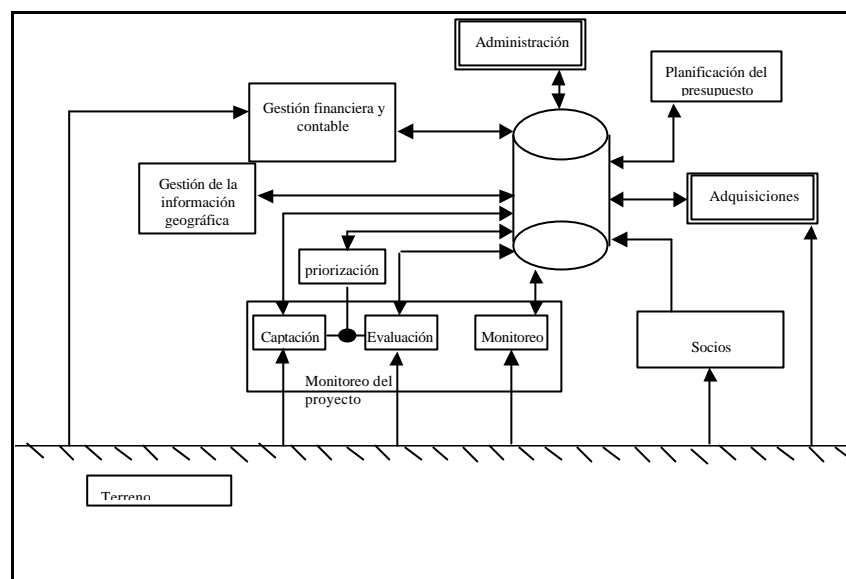 Administración
Planificación del
presupuesto
Gestión financiera y
contable
Gestión de la
información
geográfica
Adquisiciones
priorización
Captación
Evaluación
Monitoreo
Socios
Monitoreo del
proyecto
Terreno